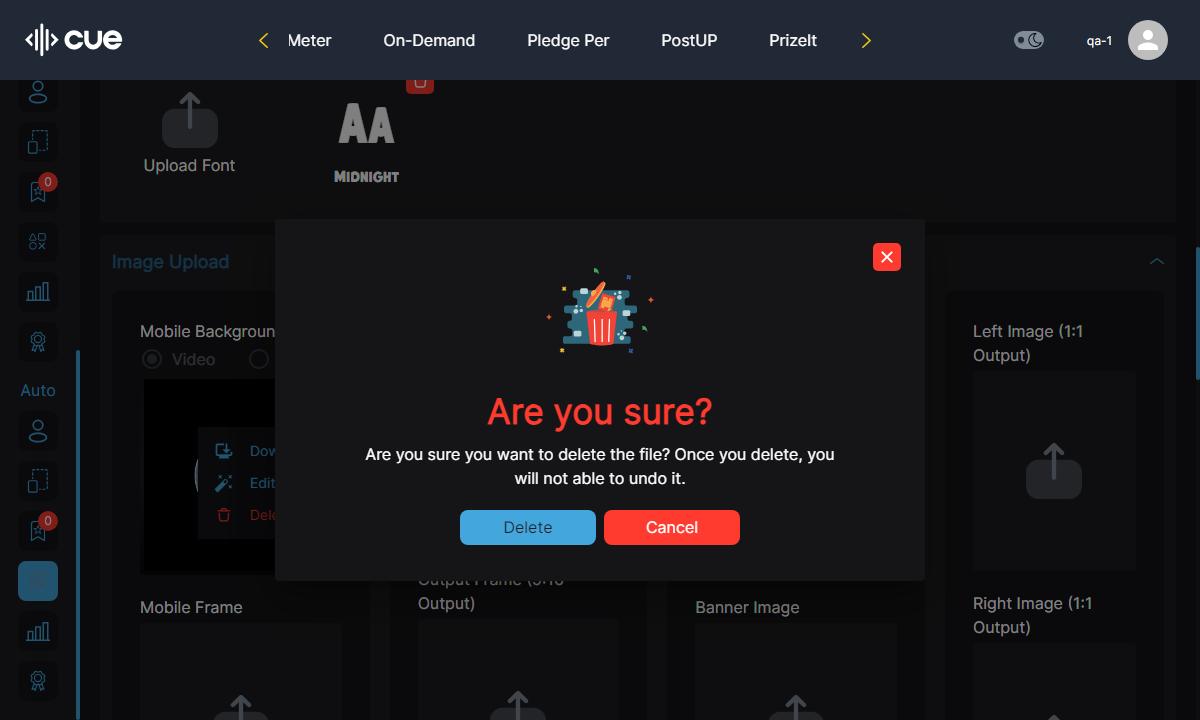 cue
Meter
On-Demand
Pledge Per
PostUP
PrizeIt
qa-1
0
Auto
0
Upload Font
AA
MIDNIGHT
Image Upload
Mobile Backgroun
Video
Dow
Edit
Dele
Left Image (1:1
Output)
Are you sure?
Are you sure you want to delete the file? Once you delete, you
will not able to undo it.
Delete
Cancel
Mobile Frame
Output Frame (9:16
Output)
Banner Image
Right Image (1:1
Output)